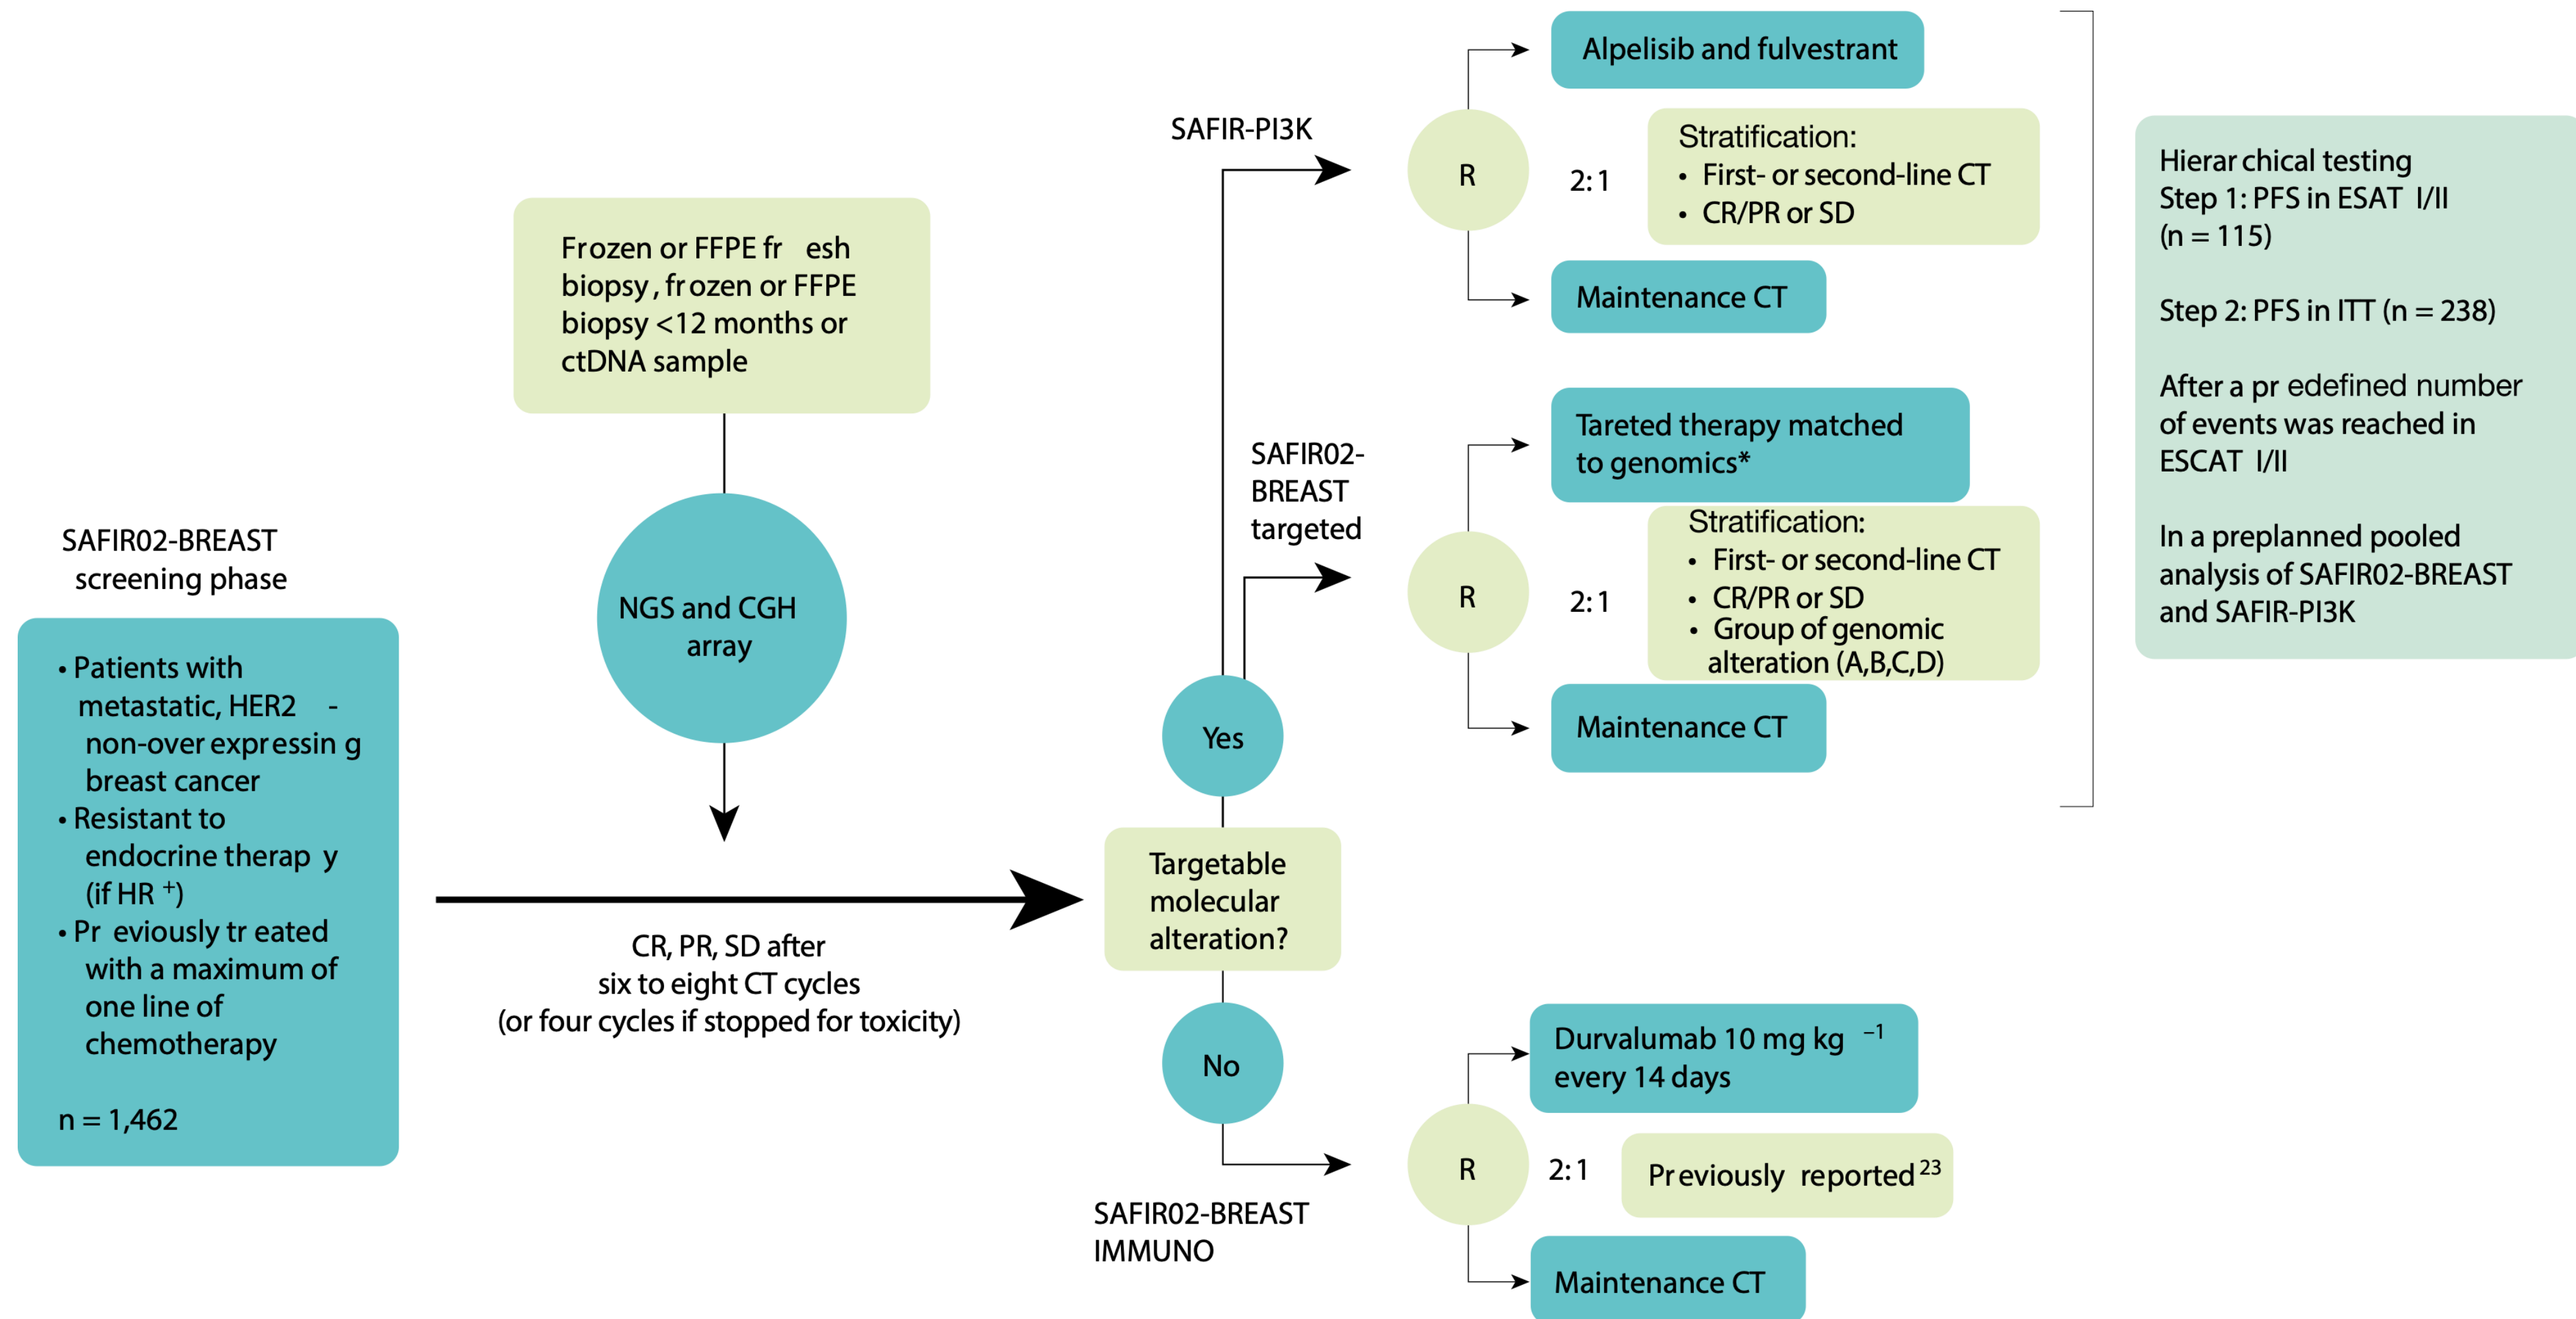 SAFIR02-BREAST
screening phase
• Patients with
metastatic, HER2 -
non-over expressin g
breast cancer
• Resistant to
endocrine therap y
(if HR +)
• Pr eviously tr eated
with a maximum of
one line of
chemotherapy
n = 1,462
Frozen or FFPE fr esh
biopsy, frozen or FFPE
biopsy <12 months or
ctDNA sample
NGS and CGH
array
CR, PR, SD after
six to eight CT cycles
(or four cycles if stopped for toxicity)
Targetable
molecular
alteration?
Yes
No
SAFIR-PI3K
R
2:1
Alpelisib and fulvestrant
Stratification:
• First- or second-line CT
• CR/PR or SD
Maintenance CT
SAFIR02-
BREAST
targeted
R
2:1
Tareted therapy matched
to genomics*
Stratification:
• First- or second-line CT
• CR/PR or SD
• Group of genomic
alteration (A,B,C,D)
Maintenance CT
SAFIR02-BREAST
IMMUNO
R
2:1
Durvalumab 10 mg kg –1
every 14 days
Previously reported 23
Maintenance CT
Hierar chical testing
Step 1: PFS in ESAT I/II
(n = 115)
Step 2: PFS in ITT (n = 238)
After a pr edefined number
of events was reached in
ESCAT I/II
In a preplanned pooled
analysis of SAFIR02-BREAST
and SAFIR-PI3K